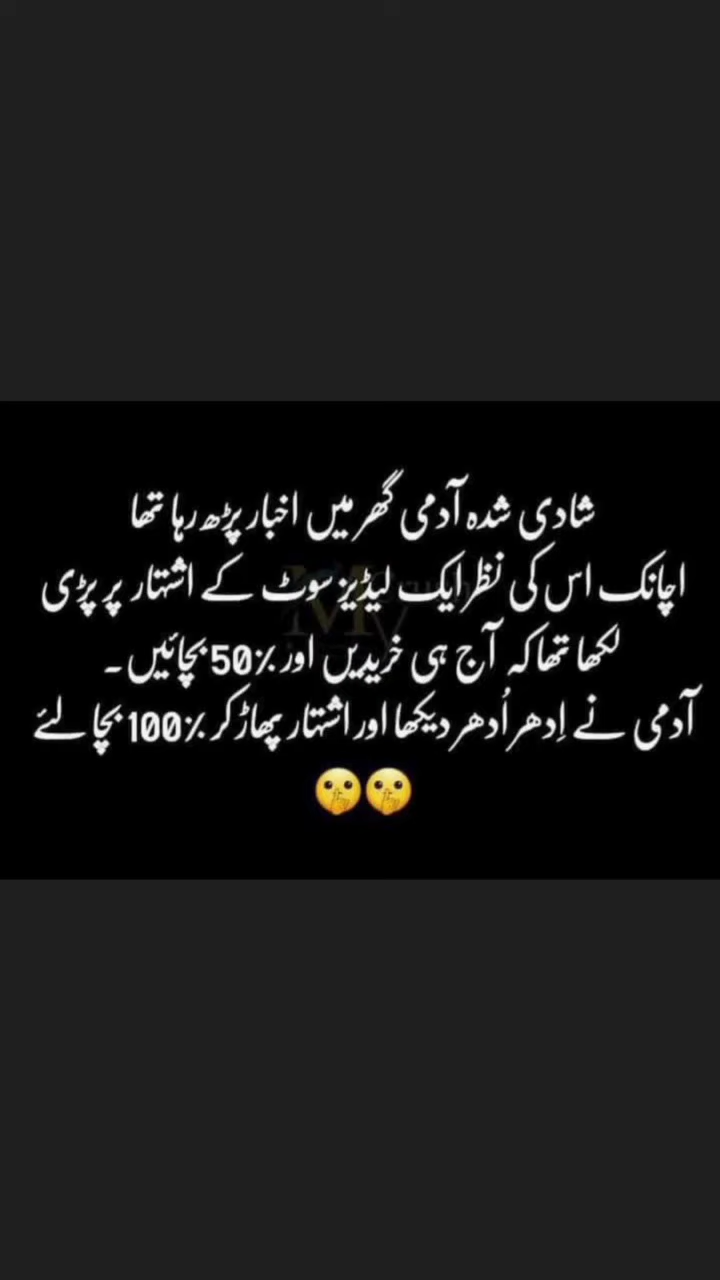 شادی شدہ آدمی گھر میں اخبار پڑھ رہا تھا
اچانک اس کی نظر ایک لیڈیز سوٹ کے اشتہار پر پڑی
لکھا تھا کہ آج ہی خریدیں اور 50٪ بچائیں۔
آدمی نے اِدھر اُدھر دیکھا اور اشتہار پھاڑ کر 100٪ بچا لئے
🤫🤫